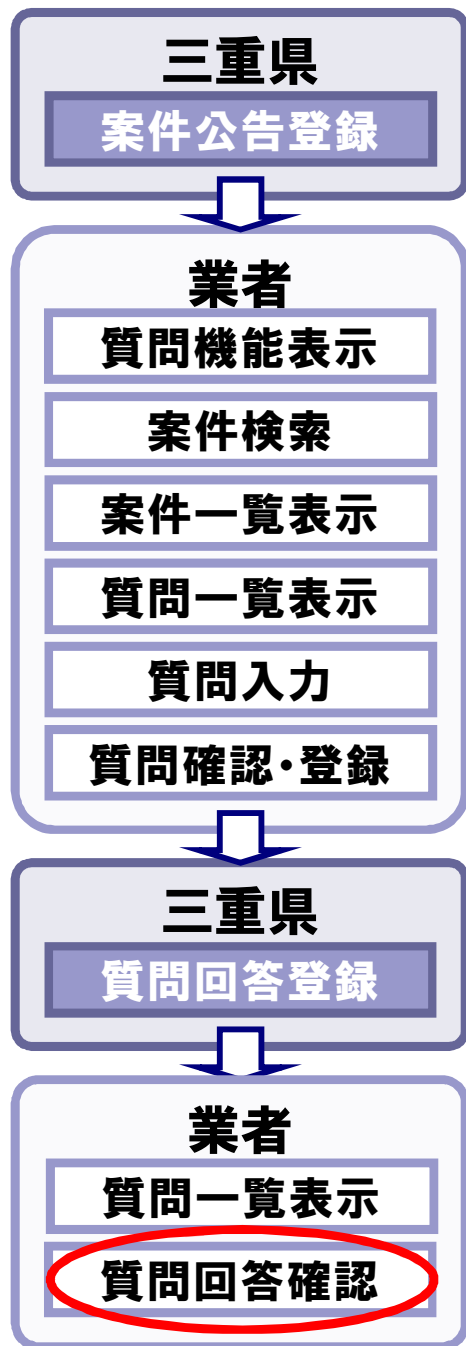 三重県
案件公告登録
業者
質問機能表示
案件検索
案件一覧表示
質問一覧表示
質問入力
質問確認・登録
三重県
質問回答登録
業者
質問一覧表示
質問回答確認